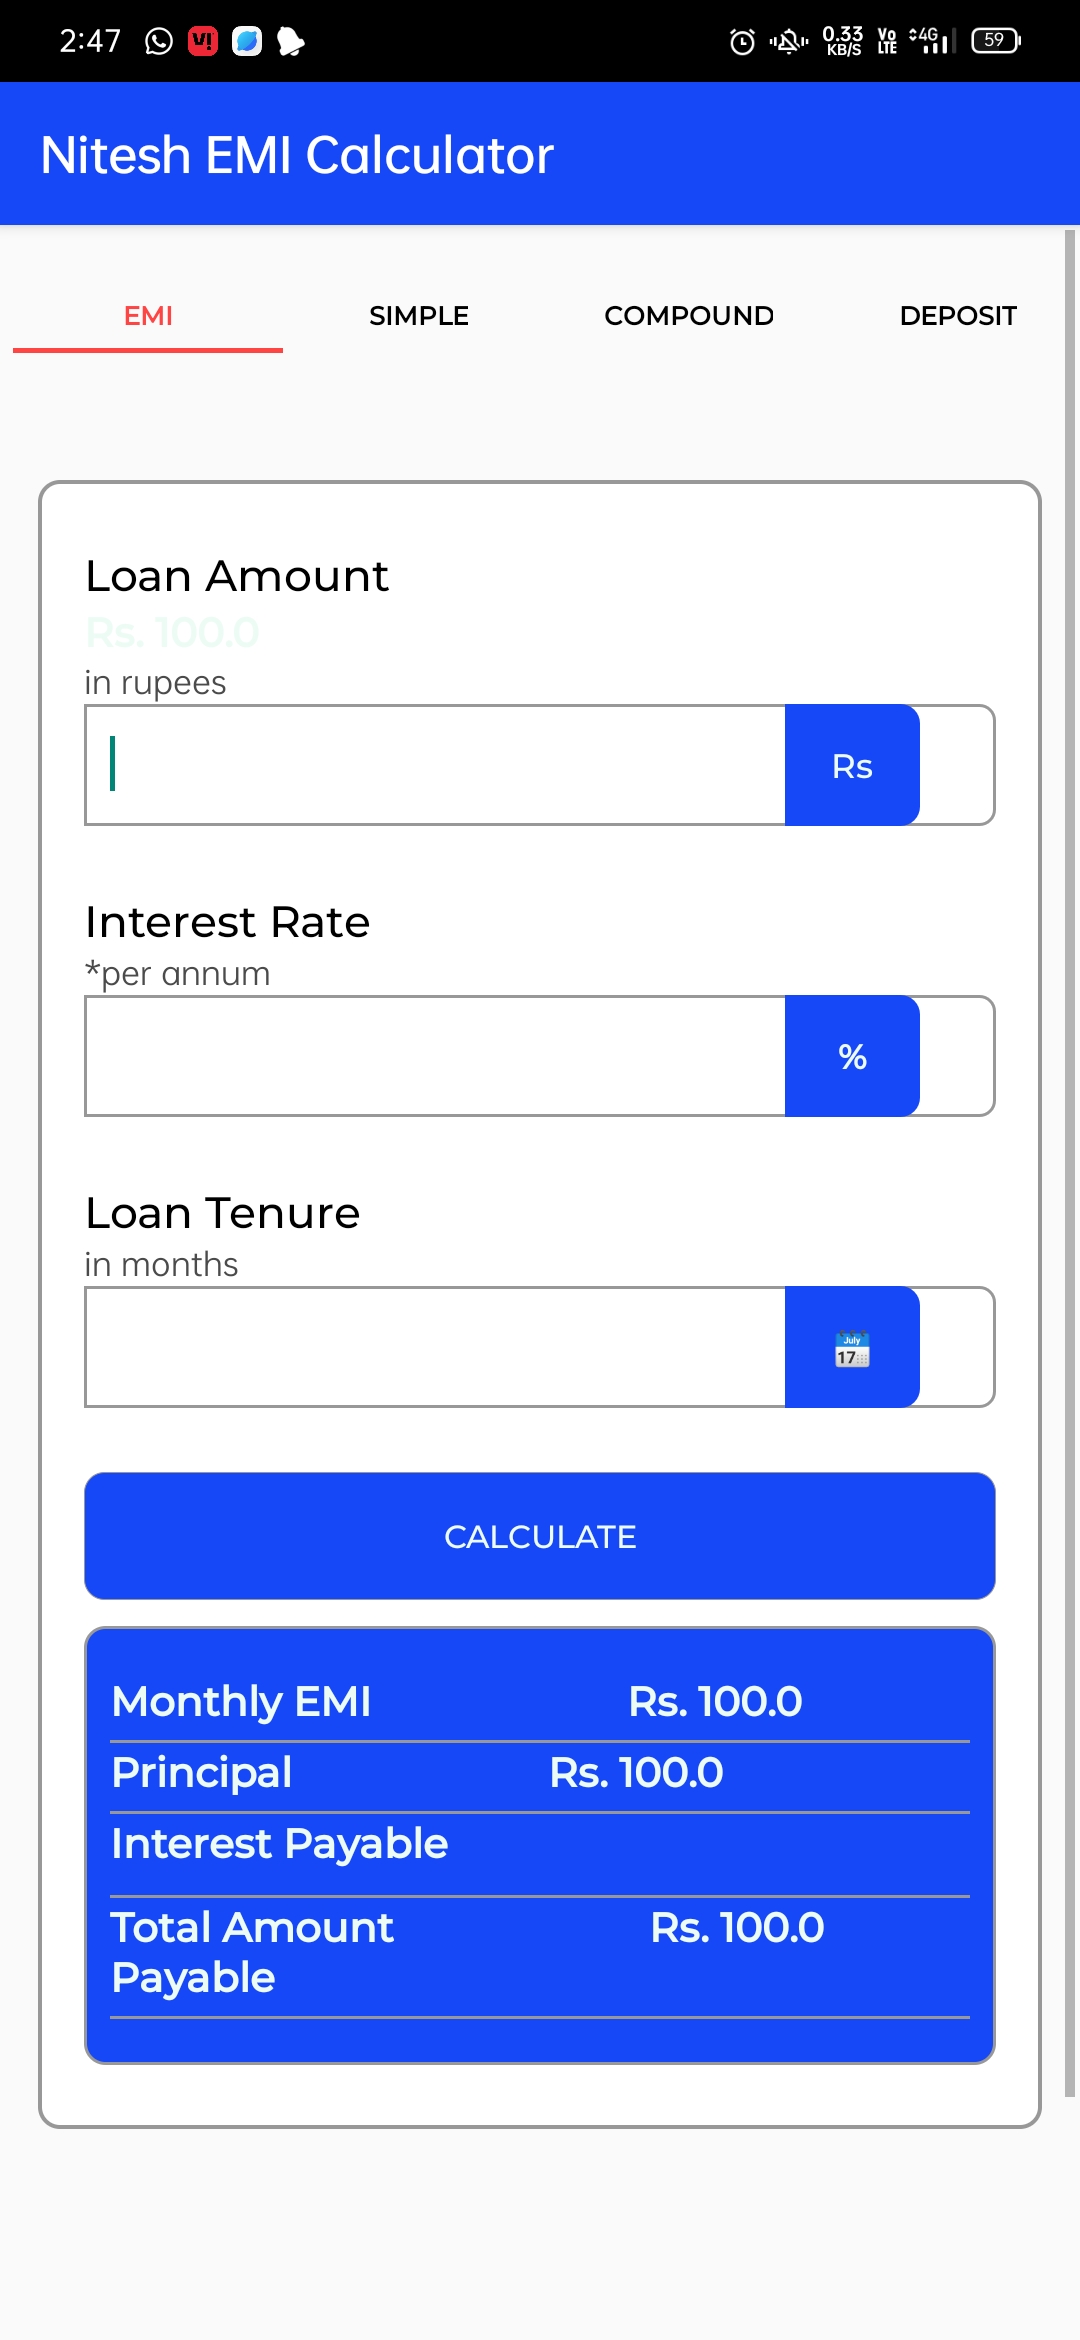 2:47
0.33
KB/S
Vo
LTE
4G
59
Nitesh EMI Calculator
EMI
SIMPLE
COMPOUND
DEPOSIT
Loan Amount
Rs. 100.0
in rupees
Rs
Interest Rate
*per annum
%
Loan Tenure
in months
July
17
CALCULATE
Monthly EMI Rs. 100.0
Principal Rs. 100.0
Interest Payable
Total Amount Rs. 100.0
Payable